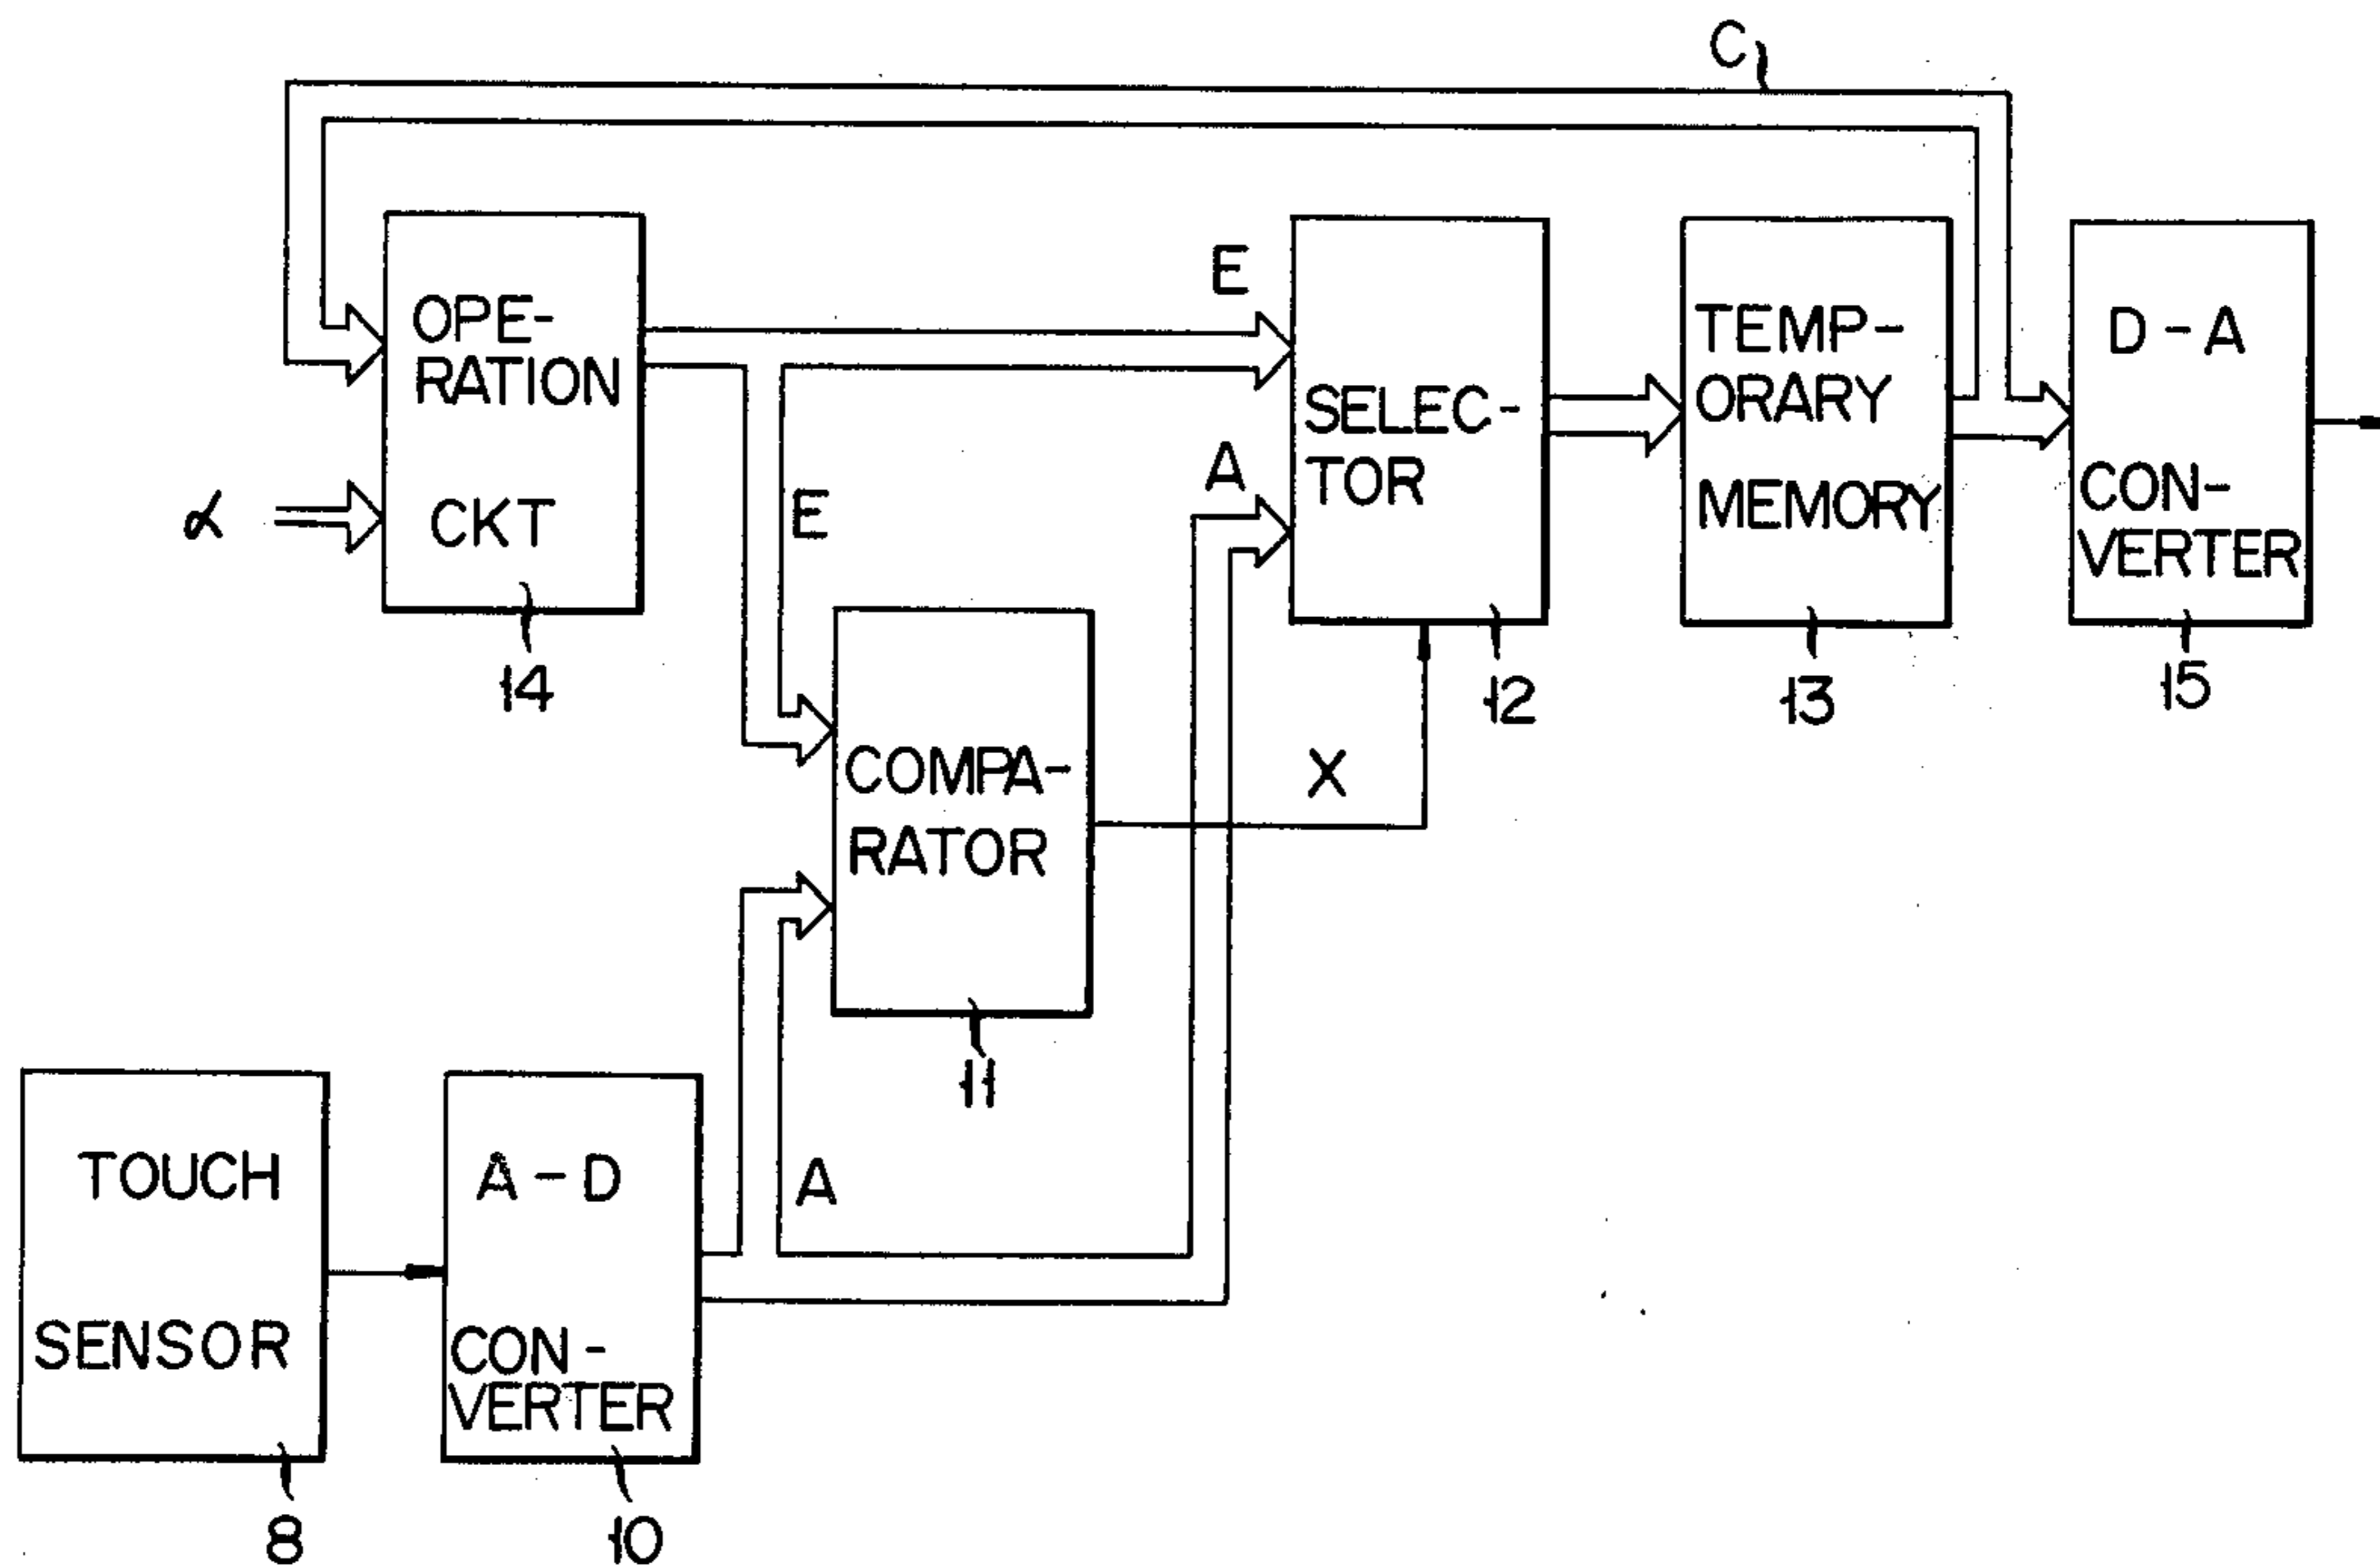 C
OPE-
RATION
CKT
14
α
E
E
A
SELEC-
TOR
12
TEMP-
ORARY
MEMORY
13
D-A
CON-
VERTER
15
COMPA-
RATOR
11
X
TOUCH
SENSOR
8
A-D
CON-
VERTER
10
A